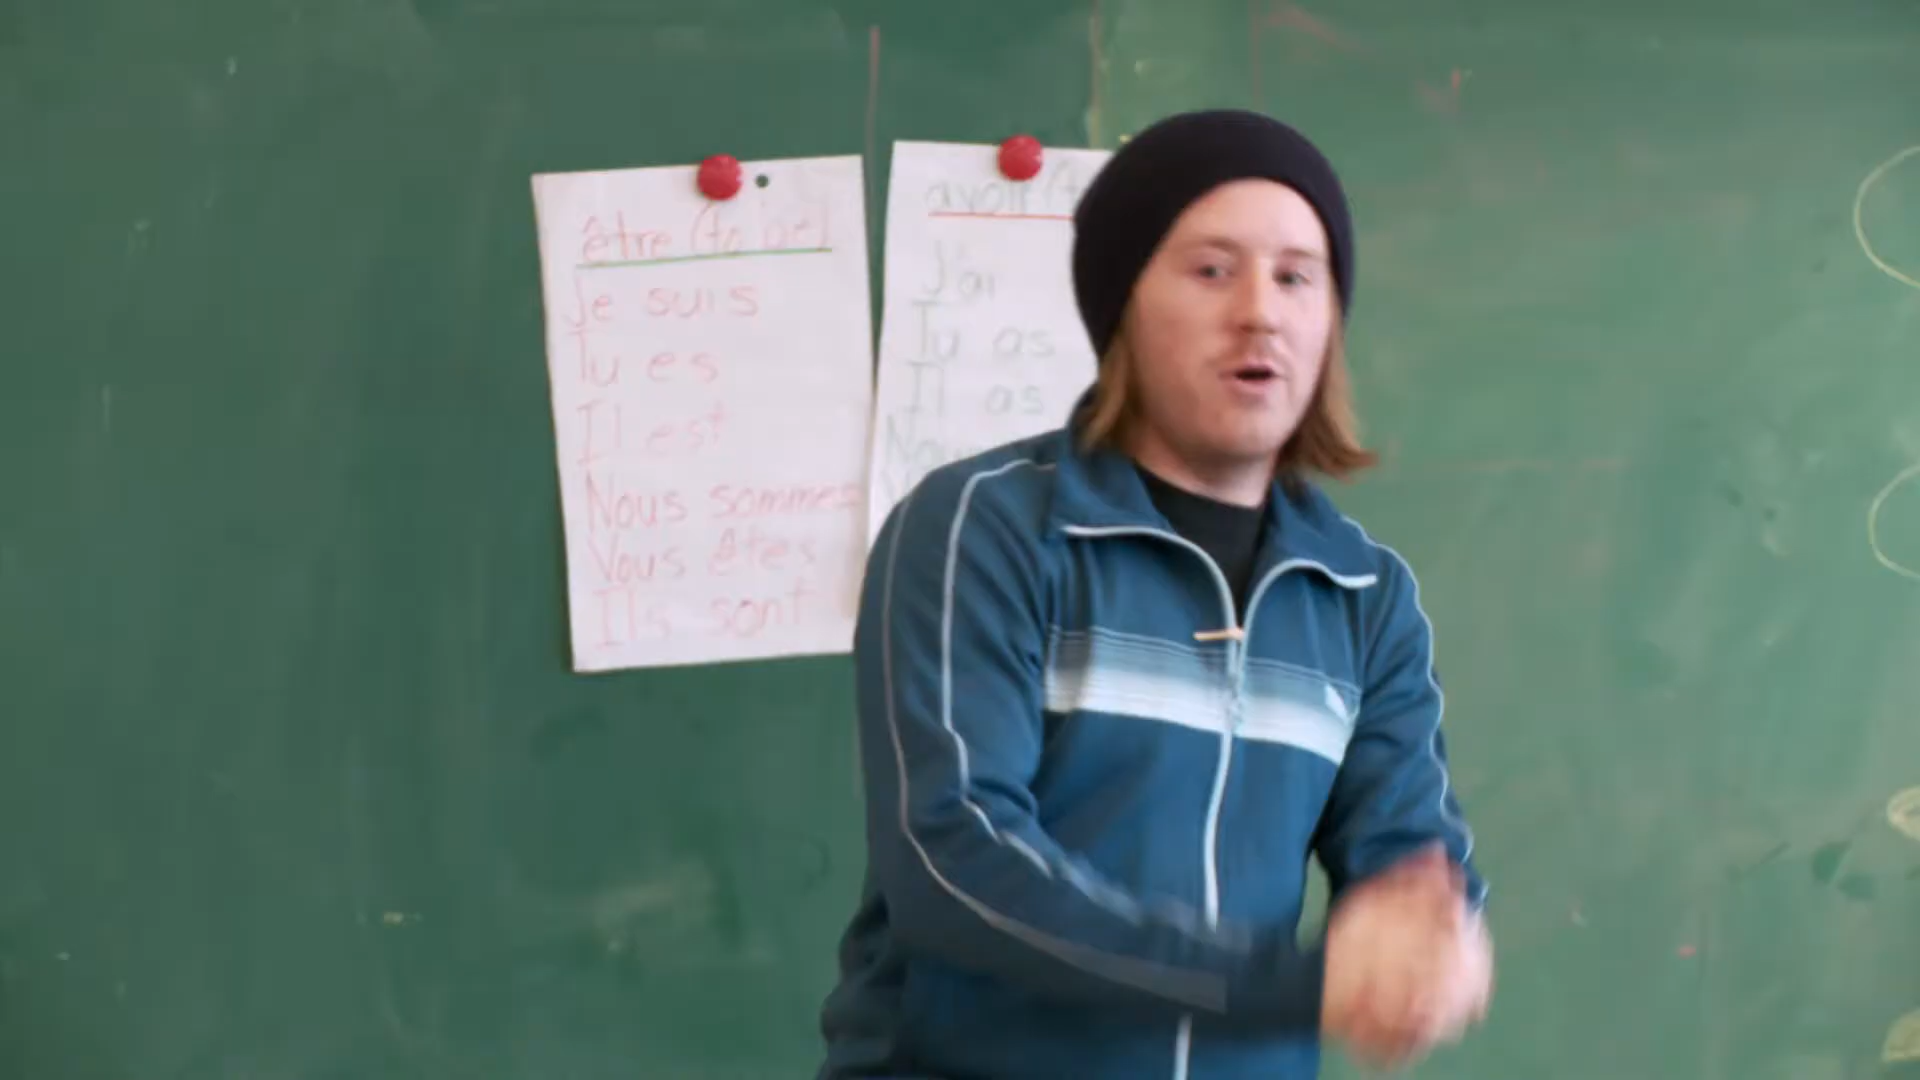 être (to be)
Je suis
Tu es
Il est
Nous sommes
Vous êtes
Ils sont
avoir
J'ai
Tu as
Il as